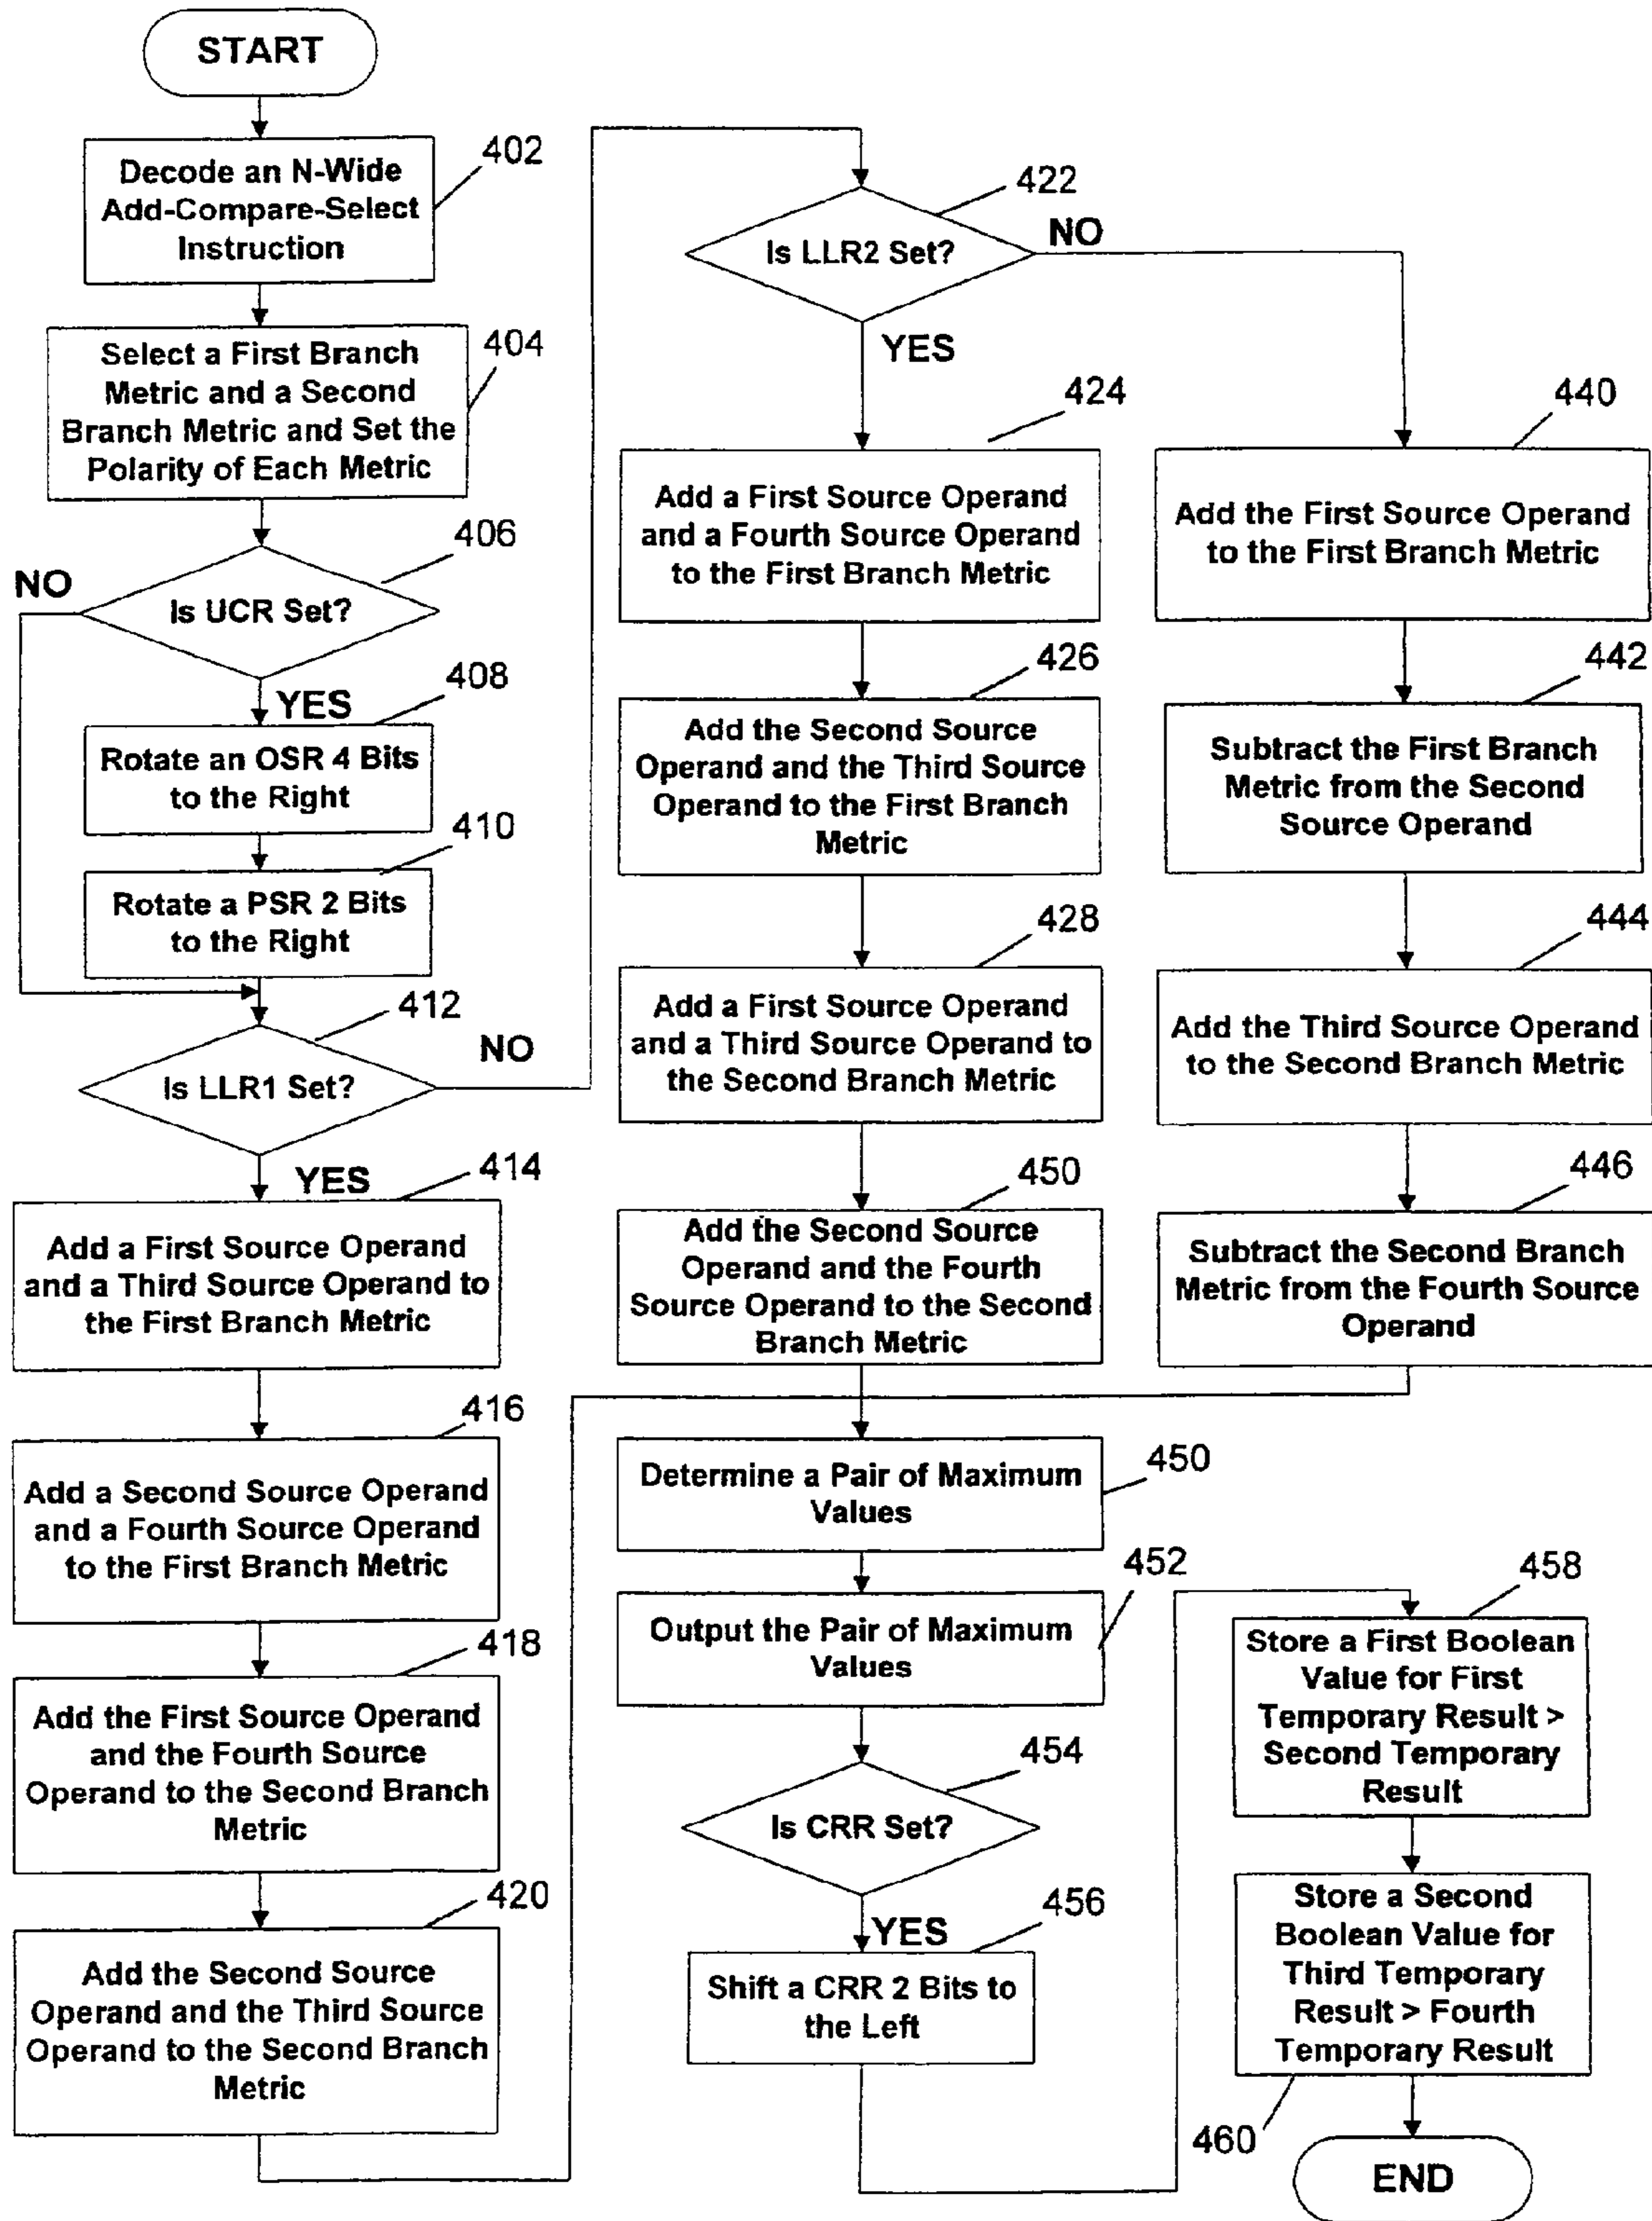 START
Decode an N-Wide
Add-Compare-Select
Instruction
402
Select a First Branch
Metric and a Second
Branch Metric and Set the
Polarity of Each Metric
404
Is UCR Set?
406
NO
YES
408
Rotate an OSR 4 Bits
to the Right
410
Rotate a PSR 2 Bits
to the Right
412
Is LLR1 Set?
NO
YES
414
Add a First Source Operand
and a Third Source Operand to
the First Branch Metric
416
Add a Second Source Operand
and a Fourth Source Operand
to the First Branch Metric
418
Add the First Source Operand
and the Fourth Source
Operand to the Second Branch
Metric
420
Add the Second Source
Operand and the Third Source
Operand to the Second Branch
Metric
422
Is LLR2 Set?
NO
YES
424
Add a First Source Operand
and a Fourth Source Operand
to the First Branch Metric
426
Add the Second Source
Operand and the Third Source
Operand to the First Branch
Metric
428
Add a First Source Operand
and a Third Source Operand to
the Second Branch Metric
450
Add the Second Source
Operand and the Fourth
Source Operand to the Second
Branch Metric
440
Add the First Source Operand
to the First Branch Metric
442
Subtract the First Branch
Metric from the Second
Source Operand
444
Add the Third Source Operand
to the Second Branch Metric
446
Subtract the Second Branch
Metric from the Fourth Source
Operand
Determine a Pair of Maximum
Values
450
Output the Pair of Maximum
Values
452
454
Is CRR Set?
YES
456
Shift a CRR 2 Bits to
the Left
458
Store a First Boolean
Value for First
Temporary Result >
Second Temporary
Result
Store a Second
Boolean Value for
Third Temporary
Result > Fourth
Temporary Result
460
END